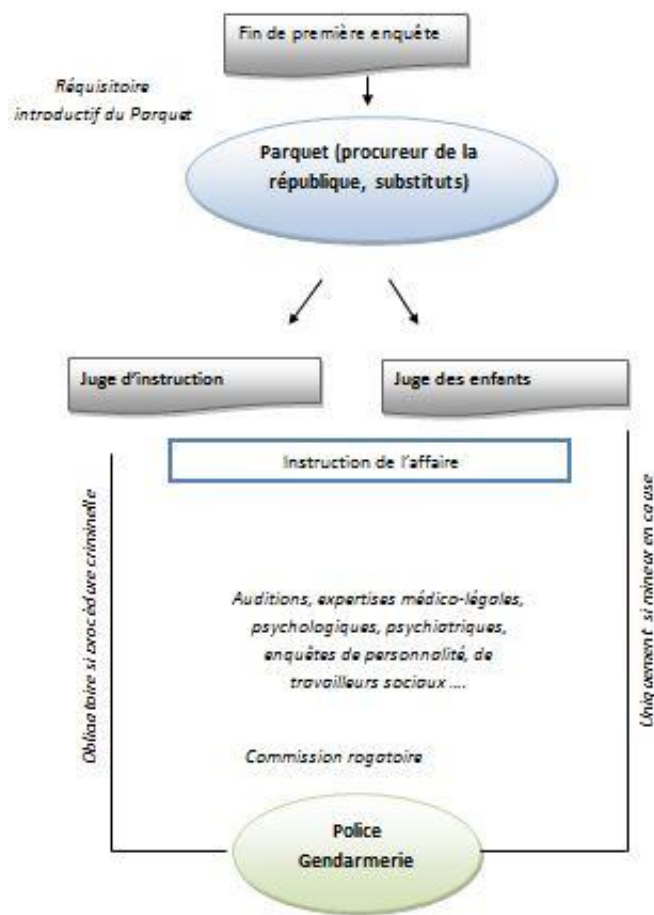 Fin de première enquête
Réquisitoire
introductif du Parquet
Parquet (procureur de la
république, substituts)
Juge d'instruction
Juge des enfants
Instruction de l'affaire
Obligatoire si procédure criminelle
Uniquement si mineur en cause
Auditions, expertises médico-légales,
psychologiques, psychiatriques,
enquêtes de personnalité, de
travailleurs sociaux ....
Commission rogatoire
Police
Gendarmerie